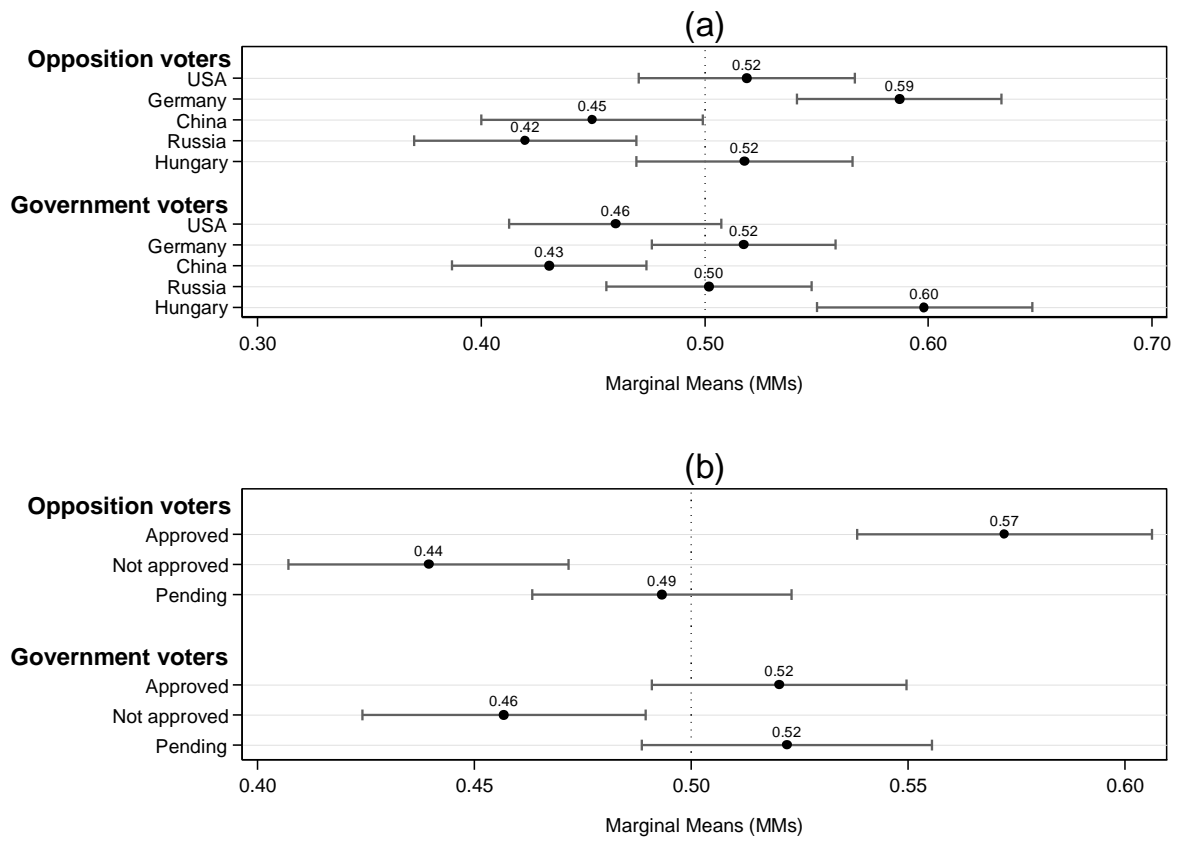 (a)
Opposition voters
USA 0.52
Germany 0.59
China 0.45
Russia 0.42
Hungary 0.52
Government voters
USA 0.46
Germany 0.52
China 0.43
Russia 0.50
Hungary 0.60
0.30 0.40 0.50 0.60 0.70
Marginal Means (MMs)
(b)
Opposition voters
Approved 0.57
Not approved 0.44
Pending 0.49
Government voters
Approved 0.52
Not approved 0.46
Pending 0.52
0.40 0.45 0.50 0.55 0.60
Marginal Means (MMs)